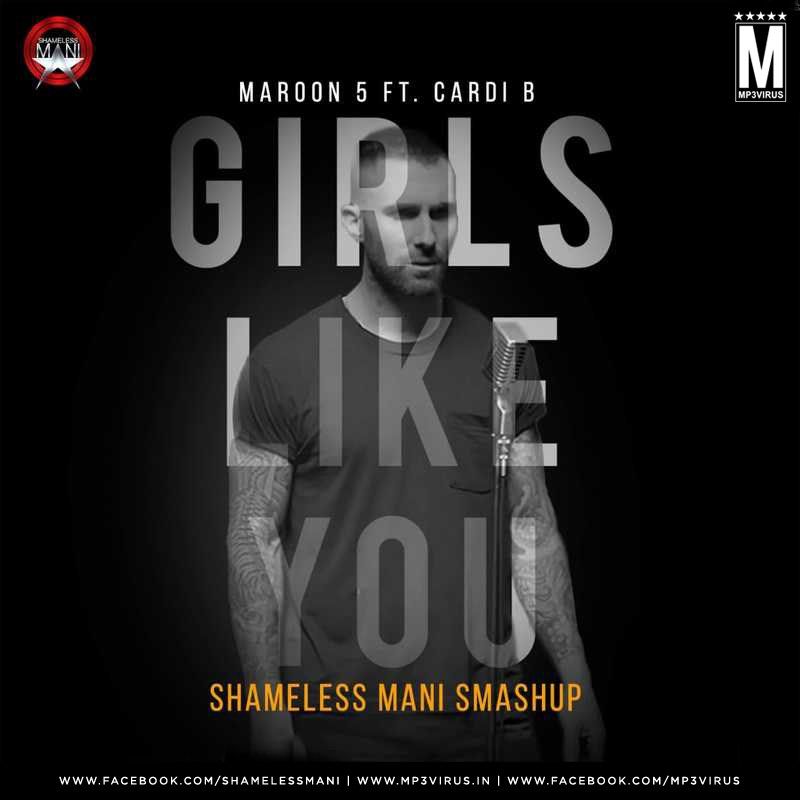 SHAMELESS
MANI
M
MP3VIRUS
MAROON 5 FT. CARDI B
GIRLS
LIKE
YOU
SHAMELESS MANI SMASHUP
WWW.FACEBOOK.COM/SHAMELESSMANI | WWW.MP3VIRUS.IN | WWW.FACEBOOK.COM/MP3VIRUS